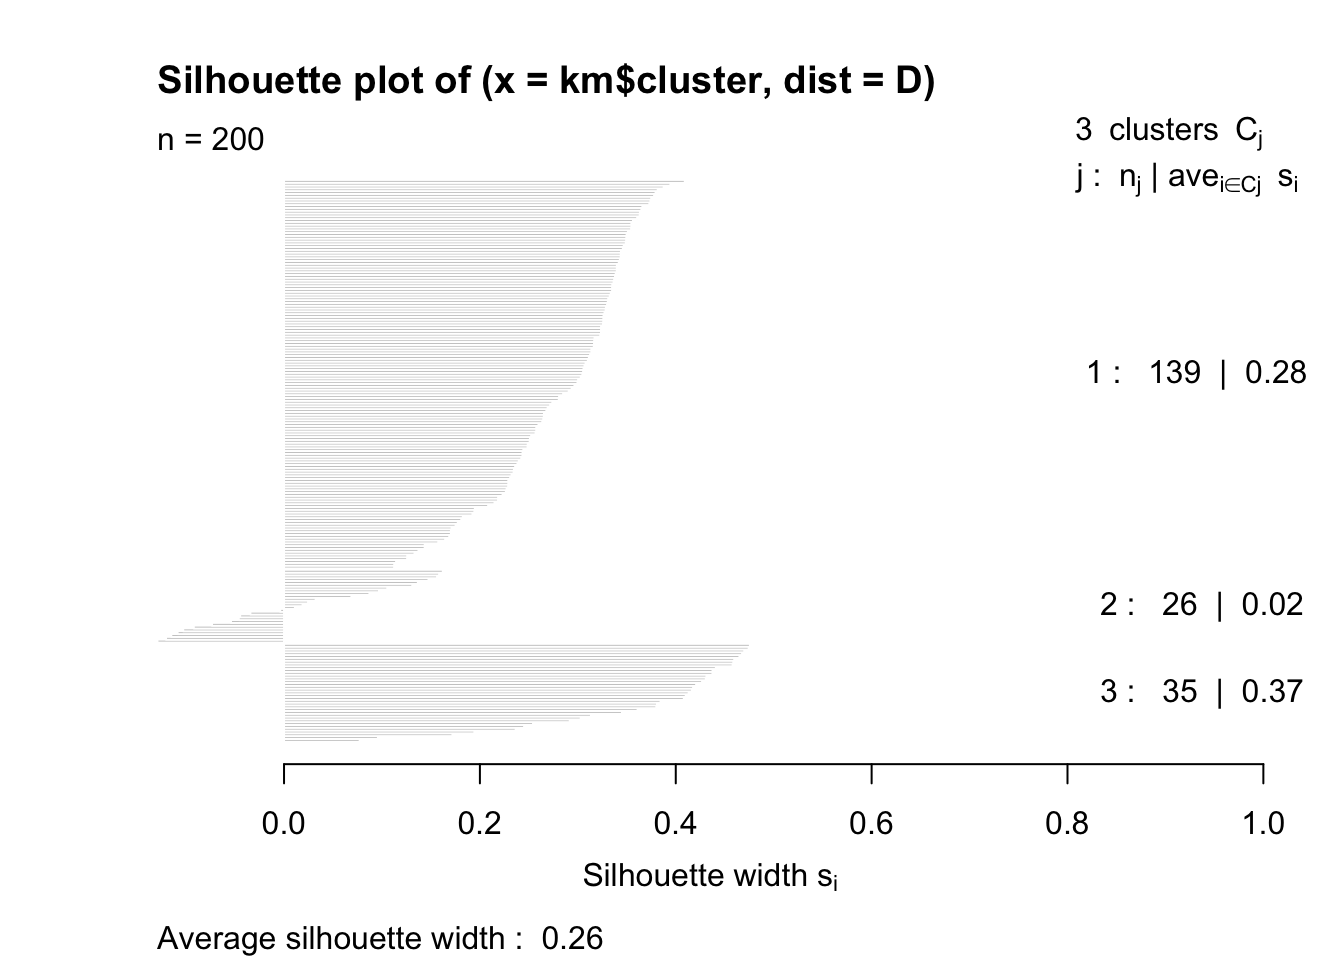 Silhouette plot of (x = km$cluster, dist = D)
n = 200
3 clusters Cj
j : nj | avei∈Cj si
1 : 139 | 0.28
2 : 26 | 0.02
3 : 35 | 0.37
0.0 0.2 0.4 0.6 0.8 1.0
Silhouette width si
Average silhouette width : 0.26